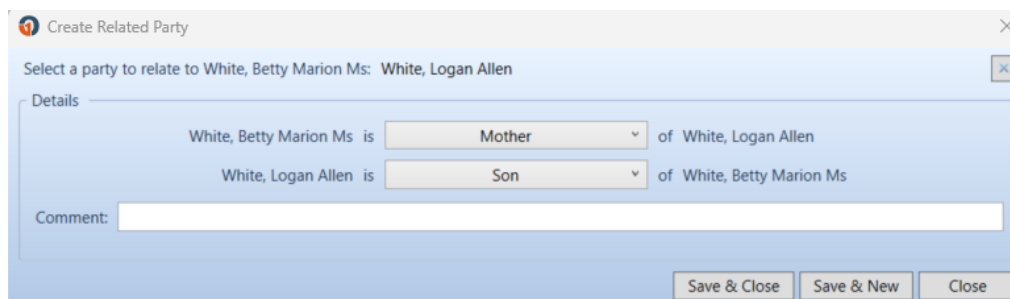 Create Related Party
Select a party to relate to White, Betty Marion Ms: White, Logan Allen
Details
White, Betty Marion Ms is Mother of White, Logan Allen
White, Logan Allen is Son of White, Betty Marion Ms
Comment:
Save & Close Save & New Close